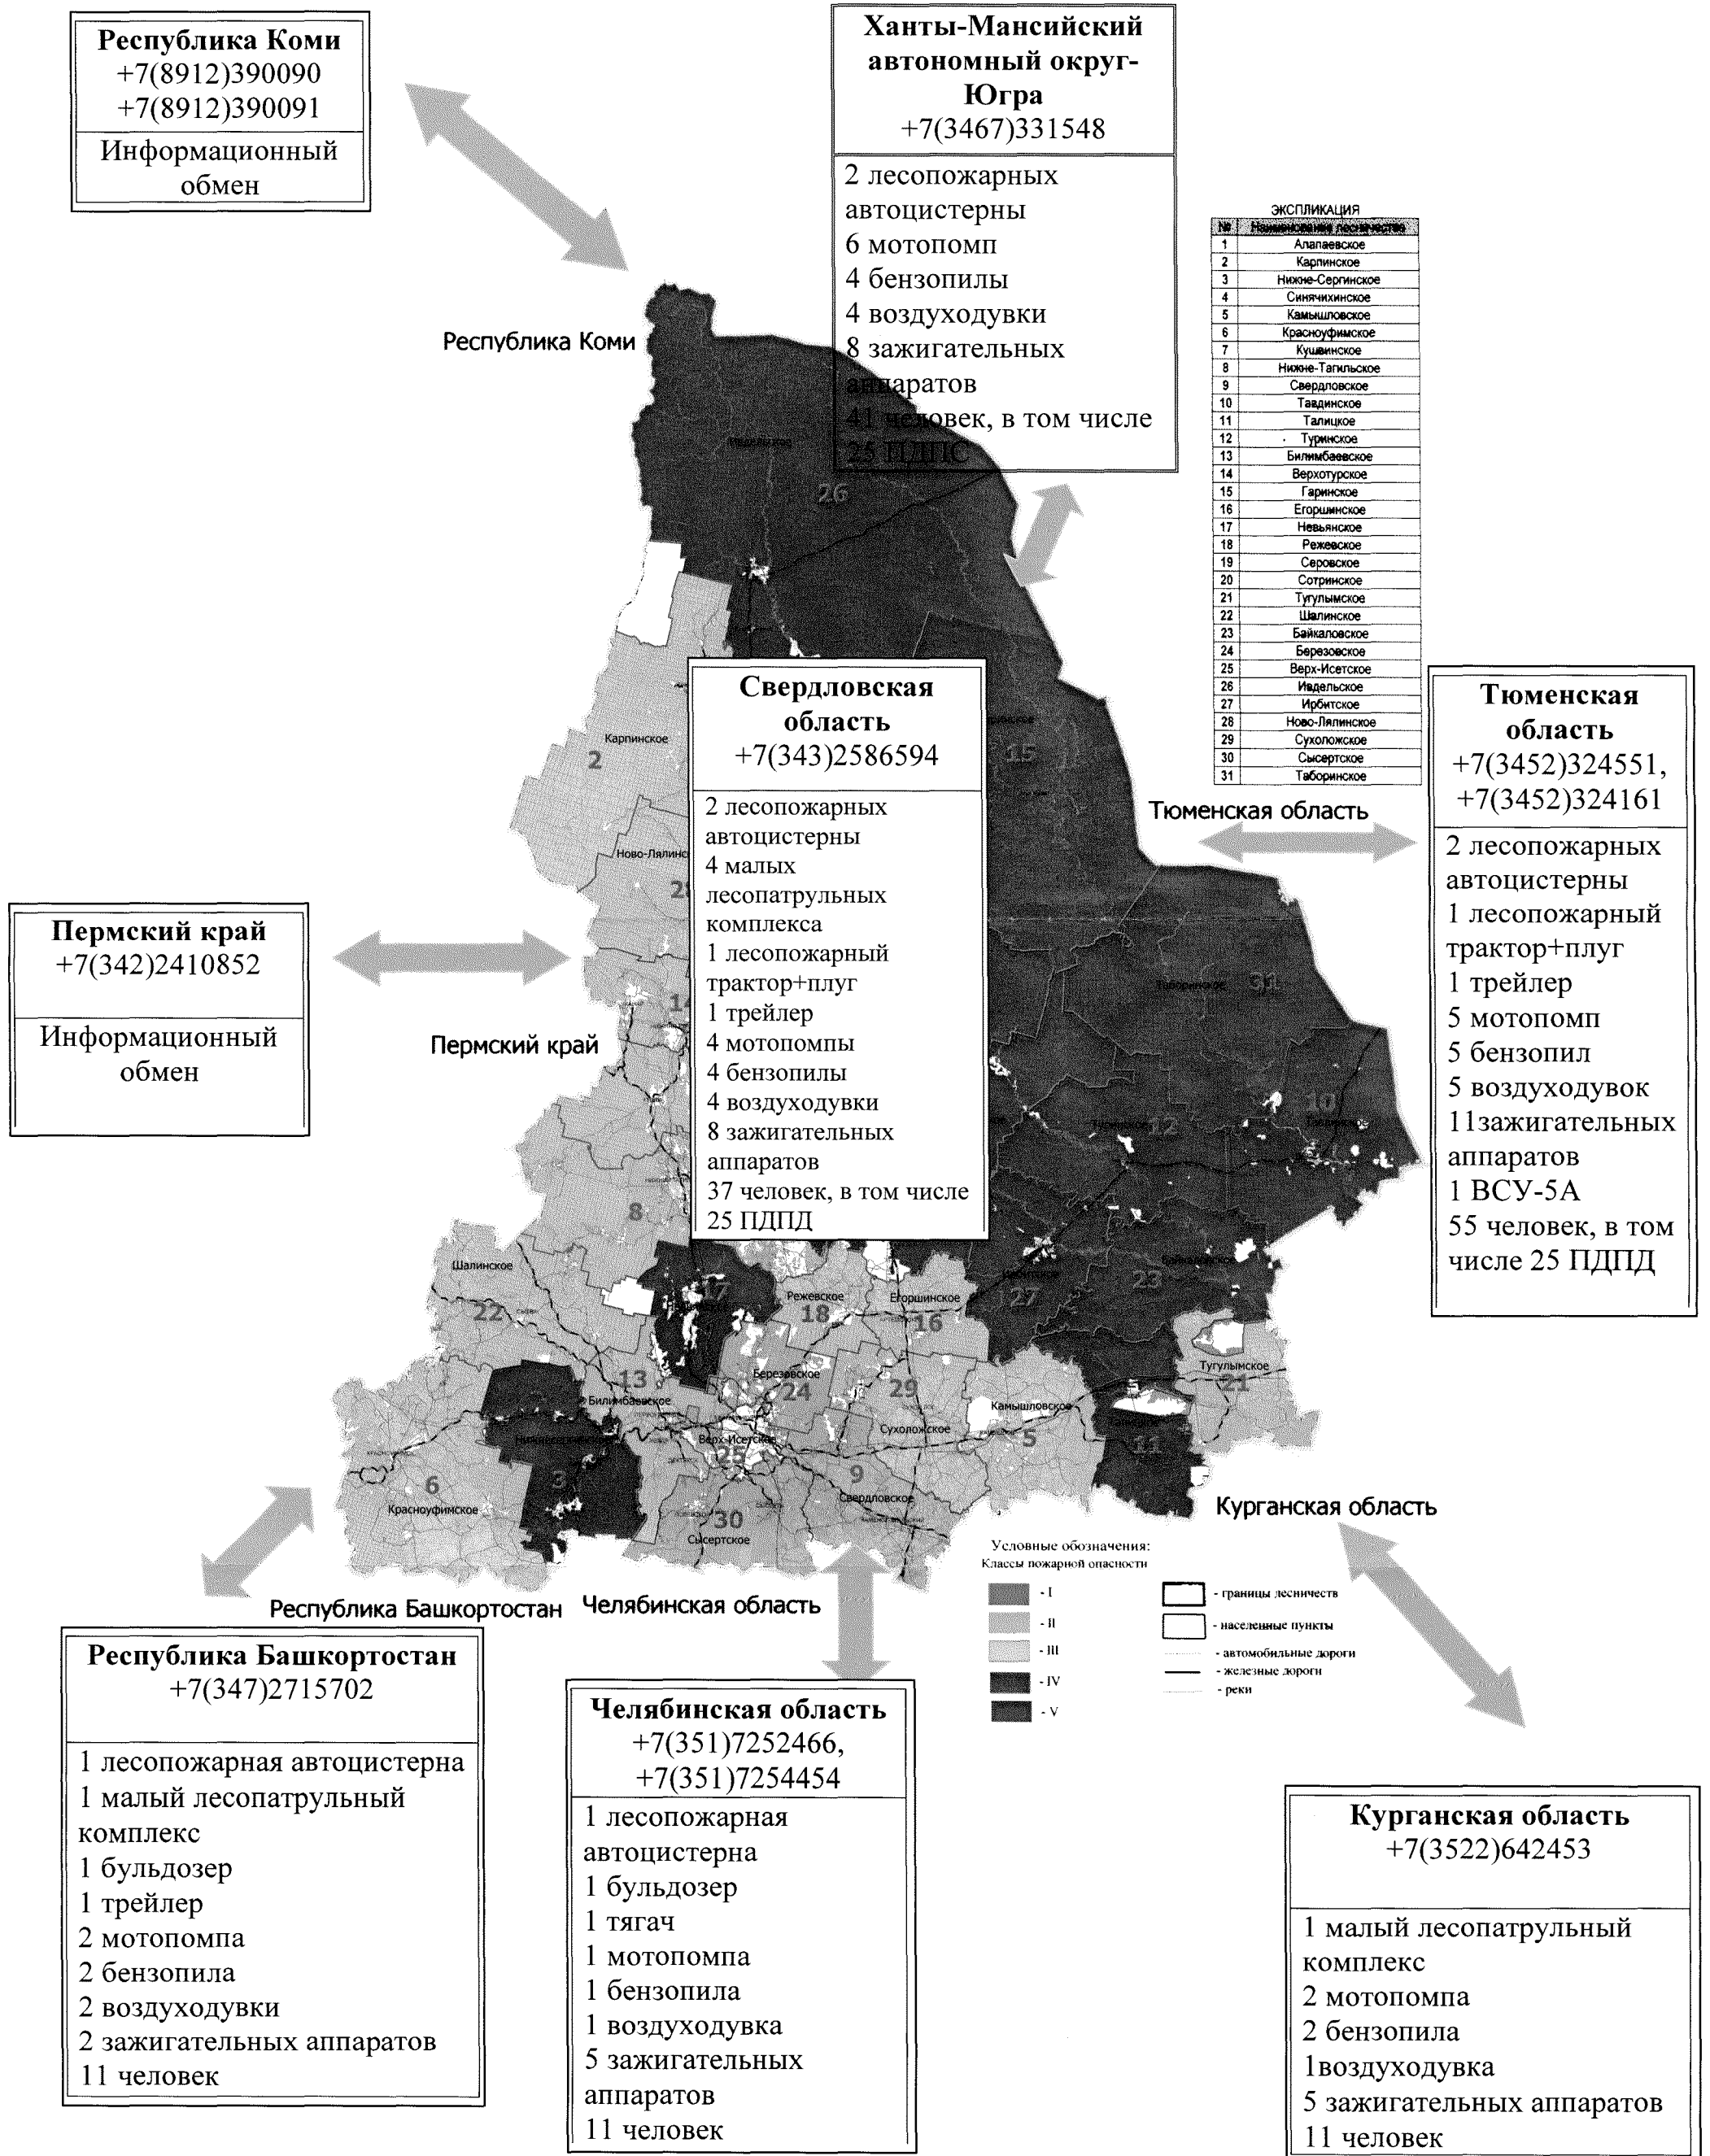 Республика Коми
+7(8912)390090
+7(8912)390091
Информационный
обмен
Ханты-Мансийский
автономный округ-
Югра
+7(3467)331548
2 лесопожарных
автоцистерны
6 мотопомп
4 бензопилы
4 воздуходувки
8 зажигательных
аппаратов
41 человек, в том числе
25 ПДПС
ЭКСПЛИКАЦИЯ
№ Наименование лесничества
1 Алапаевское
2 Карпинское
3 Нижне-Сергинское
4 Синячихинское
5 Камышловское
6 Красноуфимское
7 Кушвинское
8 Нижне-Тагильское
9 Свердловское
10 Тавдинское
11 Талицкое
12 Туринское
13 Билимбаевское
14 Верхотурское
15 Гаринское
16 Егоршинское
17 Невьянское
18 Режевское
19 Серовское
20 Сотринское
21 Тугулымское
22 Шалинское
23 Байкаловское
24 Березовское
25 Верх-Исетское
26 Ивдельское
27 Ирбитское
28 Ново-Лялинское
29 Сухоложское
30 Сысертское
31 Таборинское
Республика Коми
26
Свердловская
область
+7(343)2586594
2 лесопожарных
автоцистерны
4 малых
лесопатрульных
комплекса
1 лесопожарный
трактор+плуг
1 трейлер
4 мотопомпы
4 бензопилы
4 воздуходувки
8 зажигательных
аппаратов
37 человек, в том числе
25 ПДПД
Тюменская
область
+7(3452)324551,
+7(3452)324161
2 лесопожарных
автоцистерны
1 лесопожарный
трактор+плуг
1 трейлер
5 мотопомп
5 бензопил
5 воздуходувок
11зажигательных
аппаратов
1 ВСУ-5А
55 человек, в том
числе 25 ПДПД
Карпинское
2
15
Тюменская область
Ново-Лялинс
Пермский край
+7(342)2410852
Информационный
обмен
Таборинское 31
14
Пермский край
10
12
8
Шалинское
22
17
Режевское
18
Егоршинское
16
27
23
Тугулымское
21
13
Билимбаевское
Березовское
24
29
Камышловское
5
Сухоложское
Верх-Исетское
25
11
3
6
Красноуфимское
9
Свердловское
30
Сысертское
Курганская область
Республика Башкортостан
Челябинская область
Условные обозначения:
Классы пожарной опасности
- I
- II
- III
- IV
- V
- границы лесничеств
- населенные пункты
- автомобильные дороги
- железные дороги
- реки
Республика Башкортостан
+7(347)2715702
1 лесопожарная автоцистерна
1 малый лесопатрульный
комплекс
1 бульдозер
1 трейлер
2 мотопомпа
2 бензопила
2 воздуходувки
2 зажигательных аппаратов
11 человек
Челябинская область
+7(351)7252466,
+7(351)7254454
1 лесопожарная
автоцистерна
1 бульдозер
1 тягач
1 мотопомпа
1 бензопила
1 воздуходувка
5 зажигательных
аппаратов
11 человек
Курганская область
+7(3522)642453
1 малый лесопатрульный
комплекс
2 мотопомпа
2 бензопила
1воздуходувка
5 зажигательных аппаратов
11 человек